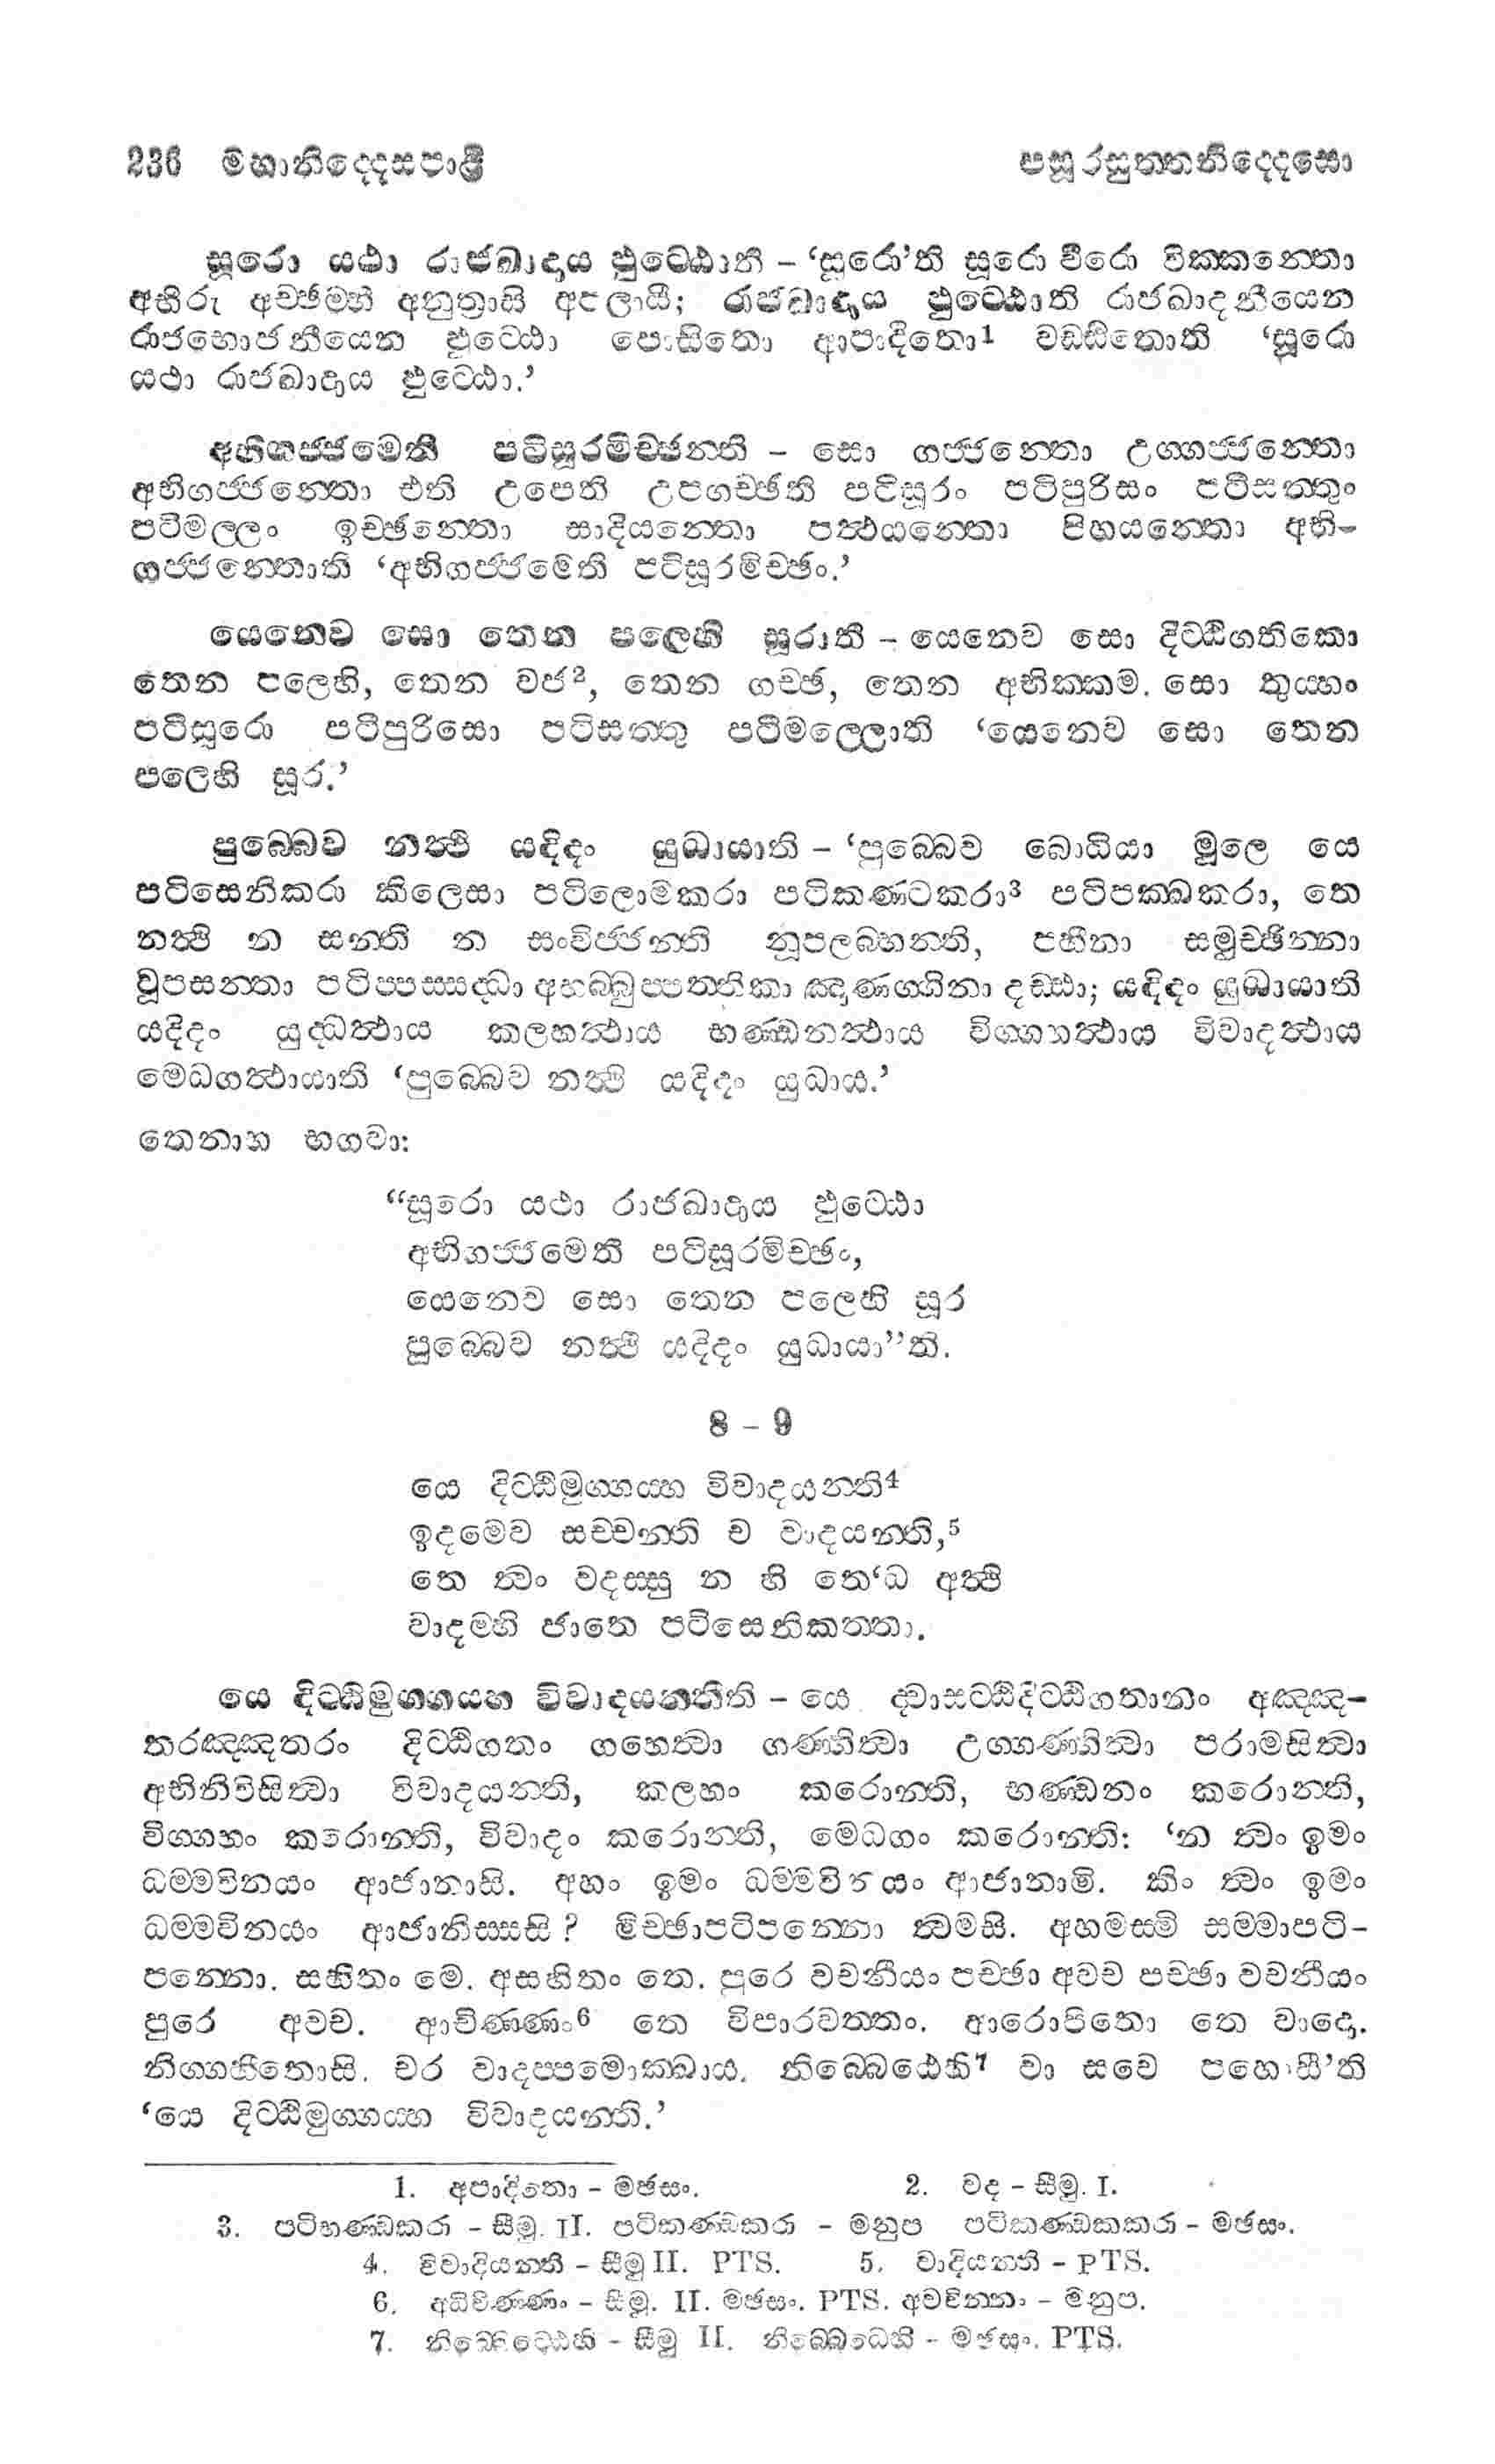 236 මහානිද්දෙසපාළි පසූරසුත්තනිද්දෙසො
සූරො යථා රාජඛාදාය ඵුට්ඨොති – ‘සූරො’ති සූරො වීරො වික්කන්තො
අභිරු අච්ඡම්භී අනුත්‍රාසි අපලායී; රාජඛාදාය ඵුට්ඨොති රාජඛාදනීයෙන
රාජභොජනීයෙන ඵුට්ඨො පොසිතො ආපාදිතො1 වඩ්ඪිතොති ‘සූරො
යථා රාජඛාදාය ඵුට්ඨො.’
අභිගජ්ජමෙතී පටිසූරමිච්ඡන්ති – සො ගජ්ජන්තො උග්ගජ්ජන්තො
අභිගජ්ජන්තො එති උපෙති උපගච්ඡති පටිසූරං පටිපුරිසං පටිසත්තුං
පටිමල්ලං ඉච්ඡන්තො සාදියන්තො පත්ථයන්තො පිහයන්තො අභි–
ගජ්ජන්තොති ‘අභිගජ්ජමෙති පටිසූරමිච්ඡං.’
යෙනෙව සො තෙන පලෙහි සූරාති – යෙනෙව සො දිට්ඨිගතිකො
තෙන පලෙහි, තෙන වජ2, තෙන ගච්ඡ, තෙන අභික්කම. සො තුය්හං
පටිසූරො පටිපුරිසො පටිසත්තු පටිමල්ලොති ‘යෙනෙව සො තෙන
පලෙහි සූර.’
පුබ්බෙව නත්ථි යදිදං යුධායාති – ‘පුබ්බෙව බොධියා මූලෙ යෙ
පටිසෙනිකරා කිලෙසා පටිලොමකරා පටිකණ්ටකරා3 පටිපක්ඛකරා, තෙ
නත්ථි න සන්ති න සංවිජ්ජන්ති නූපලබ්භන්ති, පහීනා සමුච්ඡින්නා
වූපසන්තා පටිප්පස්සද්ධා අභබ්බුප්පත්තිකා ඤාණග්ගිනා දඩ්ඪා; යදිදං යුධායාති
යදිදං යුද්ධත්ථාය කලහත්ථාය භණ්ඩනත්ථාය විග්ගහත්ථාය විවාදත්ථාය
මෙධගත්ථායාති ‘පුබ්බෙව නත්ථි යදිදං යුධාය.’
තෙනාහ භගවා:
“සූරො යථා රාජඛාදාය ඵුට්ඨො
අභිගජ්ජමෙති පටිසූරමිච්ඡං,
යෙනෙව සො තෙන පලෙහි සූර
පුබ්බෙව නත්ථි යදිදං යුධායා”ති.
8 – 9
යෙ දිට්ඨිමුග්ගය්හ විවාදයන්ති4
ඉදමෙව සච්චන්ති ච වාදයන්ති,5
තෙ ත්වං වදස්සු න හි තෙ‘ධ අත්ථි
වාදම්හි ජාතෙ පටිසෙනිකත්තා.
යෙ දිට්ඨිමුග්ගය්හ විවාදයන්තීති – යෙ ද්වාසට්ඨිදිට්ඨිගතානං අඤ්ඤ–
තරඤ්ඤතරං දිට්ඨිගතං ගහෙත්වා ගණ්හිත්වා උග්ගණ්හිත්වා පරාමසිත්වා
අභිනිවිසිත්වා විවාදයන්ති, කලහං කරොන්ති, භණ්ඩනං කරොන්ති,
විග්ගහං කරොන්ති, විවාදං කරොන්ති, මෙධගං කරොන්ති: ‘න ත්වං ඉමං
ධම්මවිනයං ආජානාසි. අහං ඉමං ධම්මවිනයං ආජානාමි. කිං ත්වං ඉමං
ධම්මවිනයං ආජානිස්සසි? මිච්ඡාපටිපන්නො ත්වමසි. අහමස්මි සම්මාපටි–
පන්නො. සහිතං මෙ. අසහිතං තෙ. පුරෙ වචනීයං පච්ඡා අවච පච්ඡා වචනීයං
පුරෙ අවච. ආචිණ්ණං6 තෙ විපාරවත්තං. ආරොපිතො තෙ වාදො.
නිග්ගහීතොසි. චර වාදප්පමොක්ඛාය. නිබ්බෙඨෙහි7 වා සචෙ පහොසී’ති
‘යෙ දිට්ඨිමුග්ගය්හ විවාදයන්ති.’
1. අපාදිතො – මඡසං. 2. වද – සීමු. I.
3. පටිභණ්ඩකරා – සීමු. II. පටිකණ්ඩකරා – මනුප පටිකණ්ඩකකරා – මඡසං.
4. විවාදියන්ති – සීමු II. PTS. 5. වාදියන්ති – PTS.
6. අධිචිණ්ණං – සීමු. II. මඡසං. PTS. අවචින්නං – මනුප.
7. – සීමු II. නිබ්බෙධෙහි – මඡසං. PTS.